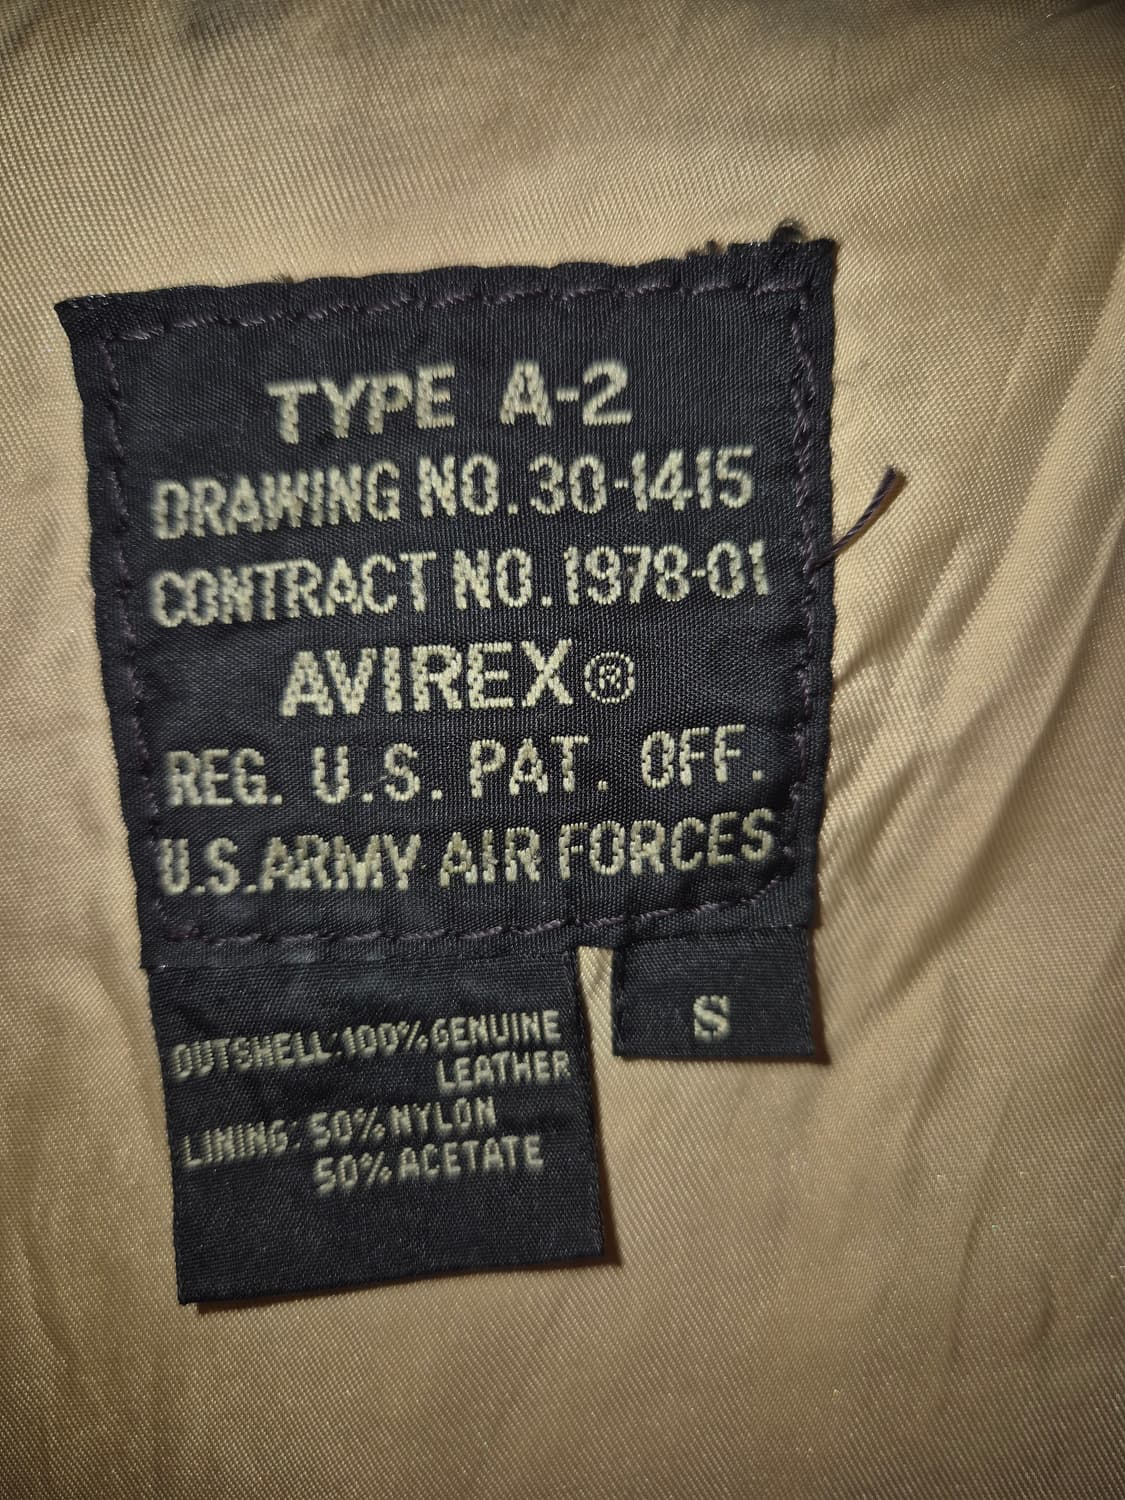 TYPE A-2
DRAWING NO. 30-1415
CONTRACT NO. 1978-01
AVIREX®
REG. U.S. PAT. OFF.
U.S. ARMY AIR FORCES
S
OUTSHELL: 100% GENUINE
LEATHER
LINING: 50% NYLON
50% ACETATE